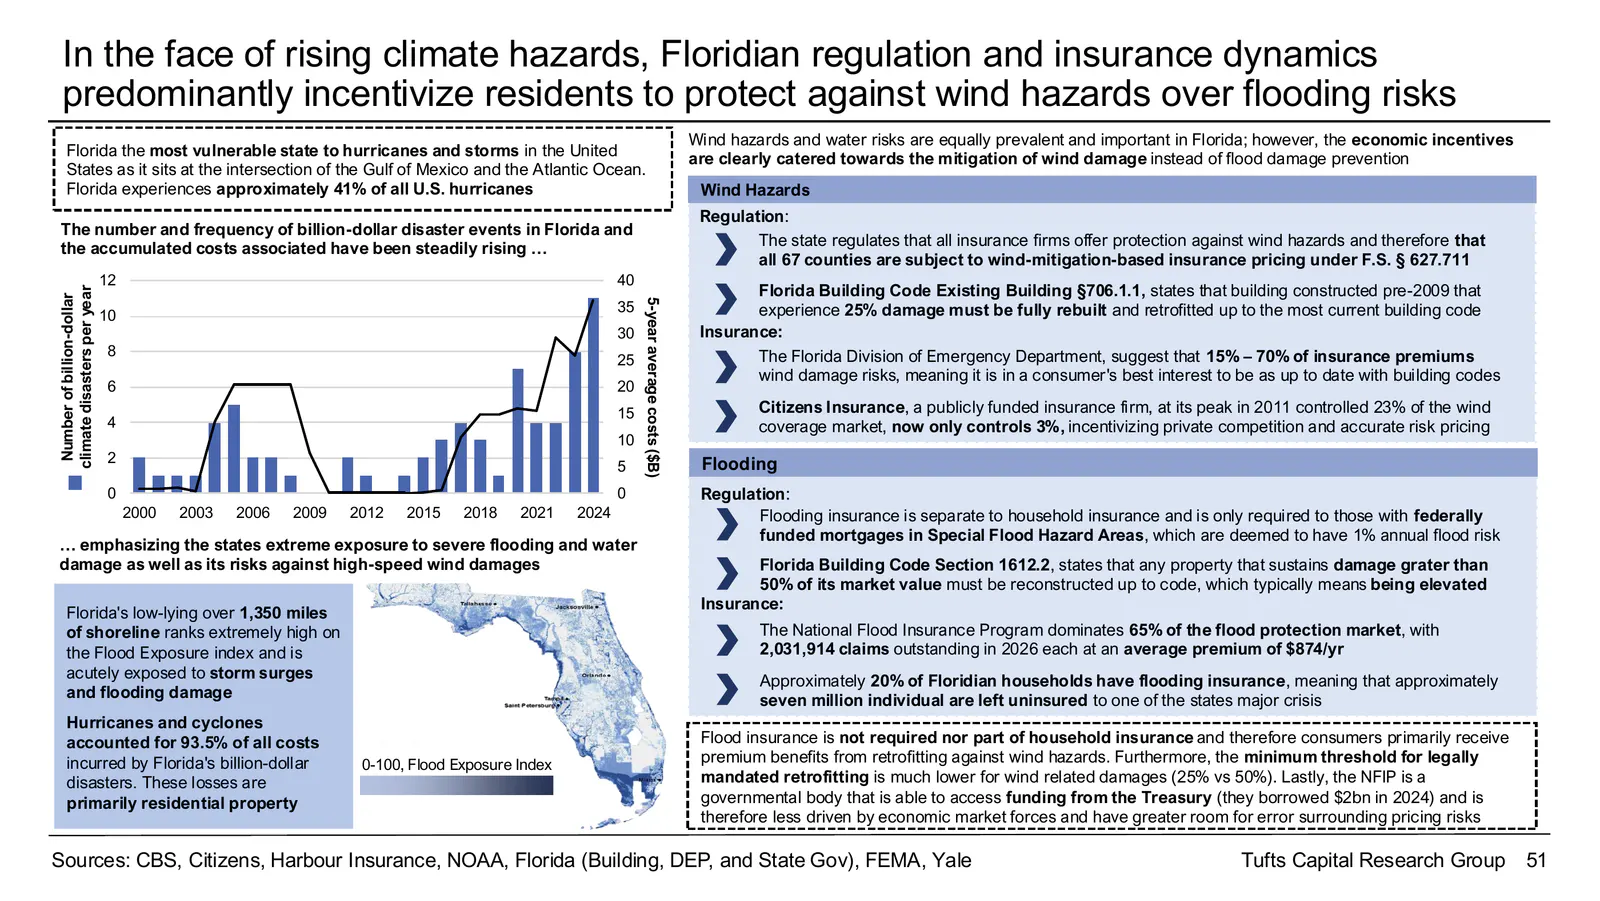 In the face of rising climate hazards, Floridian regulation and insurance dynamics
predominantly incentivize residents to protect against wind hazards over flooding risks
Florida the most vulnerable state to hurricanes and storms in the United
States as it sits at the intersection of the Gulf of Mexico and the Atlantic Ocean.
Florida experiences approximately 41% of all U.S. hurricanes
The number and frequency of billion-dollar disaster events in Florida and
the accumulated costs associated have been steadily rising …
Number of billion-dollar
climate disasters per year
12
10
8
6
4
2
0
40
35
30
25
20
15
10
5
0
5-year average costs ($B)
2000 2003 2006 2009 2012 2015 2018 2021 2024
… emphasizing the states extreme exposure to severe flooding and water
damage as well as its risks against high-speed wind damages
Florida's low-lying over 1,350 miles
of shoreline ranks extremely high on
the Flood Exposure index and is
acutely exposed to storm surges
and flooding damage
Hurricanes and cyclones
accounted for 93.5% of all costs
incurred by Florida's billion-dollar
disasters. These losses are
primarily residential property
Tallahasse
Jacksonville
Orlando
Tampa
Saint Petersburg
0-100, Flood Exposure Index
Wind hazards and water risks are equally prevalent and important in Florida; however, the economic incentives
are clearly catered towards the mitigation of wind damage instead of flood damage prevention
Wind Hazards
Regulation:
The state regulates that all insurance firms offer protection against wind hazards and therefore that
all 67 counties are subject to wind-mitigation-based insurance pricing under F.S. § 627.711
Florida Building Code Existing Building §706.1.1, states that building constructed pre-2009 that
experience 25% damage must be fully rebuilt and retrofitted up to the most current building code
Insurance:
The Florida Division of Emergency Department, suggest that 15% – 70% of insurance premiums
wind damage risks, meaning it is in a consumer's best interest to be as up to date with building codes
Citizens Insurance, a publicly funded insurance firm, at its peak in 2011 controlled 23% of the wind
coverage market, now only controls 3%, incentivizing private competition and accurate risk pricing
Flooding
Regulation:
Flooding insurance is separate to household insurance and is only required to those with federally
funded mortgages in Special Flood Hazard Areas, which are deemed to have 1% annual flood risk
Florida Building Code Section 1612.2, states that any property that sustains damage grater than
50% of its market value must be reconstructed up to code, which typically means being elevated
Insurance:
The National Flood Insurance Program dominates 65% of the flood protection market, with
2,031,914 claims outstanding in 2026 each at an average premium of $874/yr
Approximately 20% of Floridian households have flooding insurance, meaning that approximately
seven million individual are left uninsured to one of the states major crisis
Flood insurance is not required nor part of household insurance and therefore consumers primarily receive
premium benefits from retrofitting against wind hazards. Furthermore, the minimum threshold for legally
mandated retrofitting is much lower for wind related damages (25% vs 50%). Lastly, the NFIP is a
governmental body that is able to access funding from the Treasury (they borrowed $2bn in 2024) and is
therefore less driven by economic market forces and have greater room for error surrounding pricing risks
Sources: CBS, Citizens, Harbour Insurance, NOAA, Florida (Building, DEP, and State Gov), FEMA, Yale
Tufts Capital Research Group 51